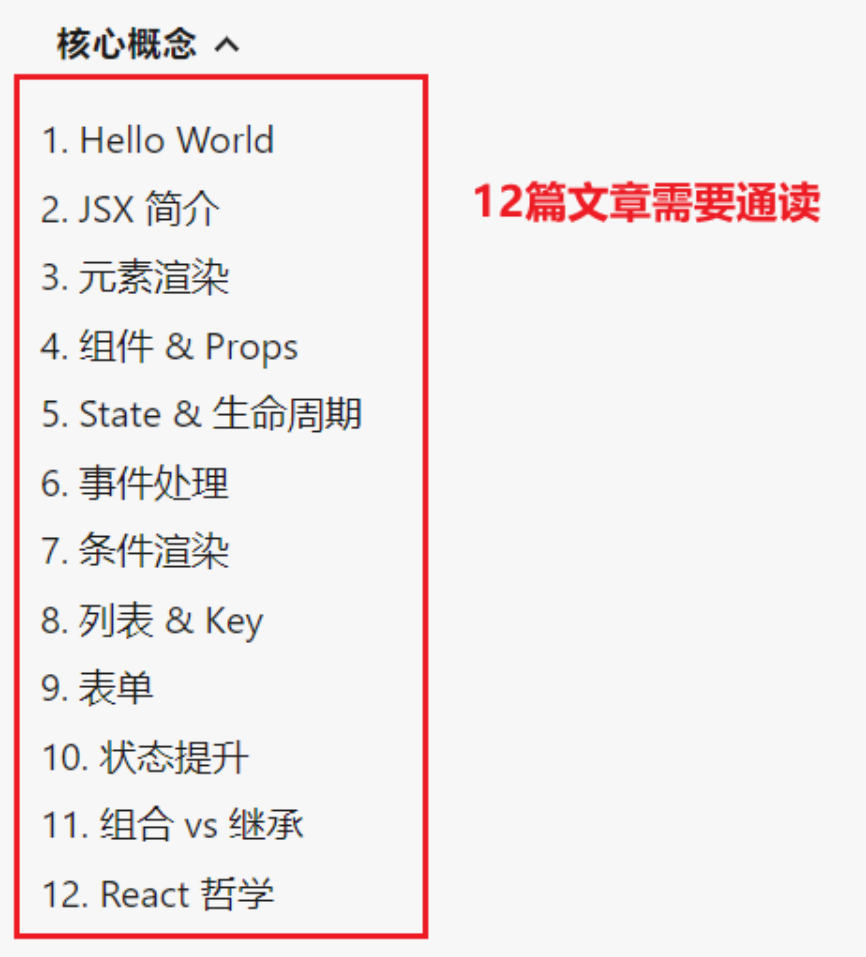 核心概念
1. Hello World
12篇文章需要通读
2. JSX 简介
3. 元素渲染
4. 组件 & Props
5. State & 生命周期
6. 事件处理
7. 条件渲染
8. 列表 & Key
9. 表单
10. 状态提升
11. 组合 vs 继承
12. React 哲学